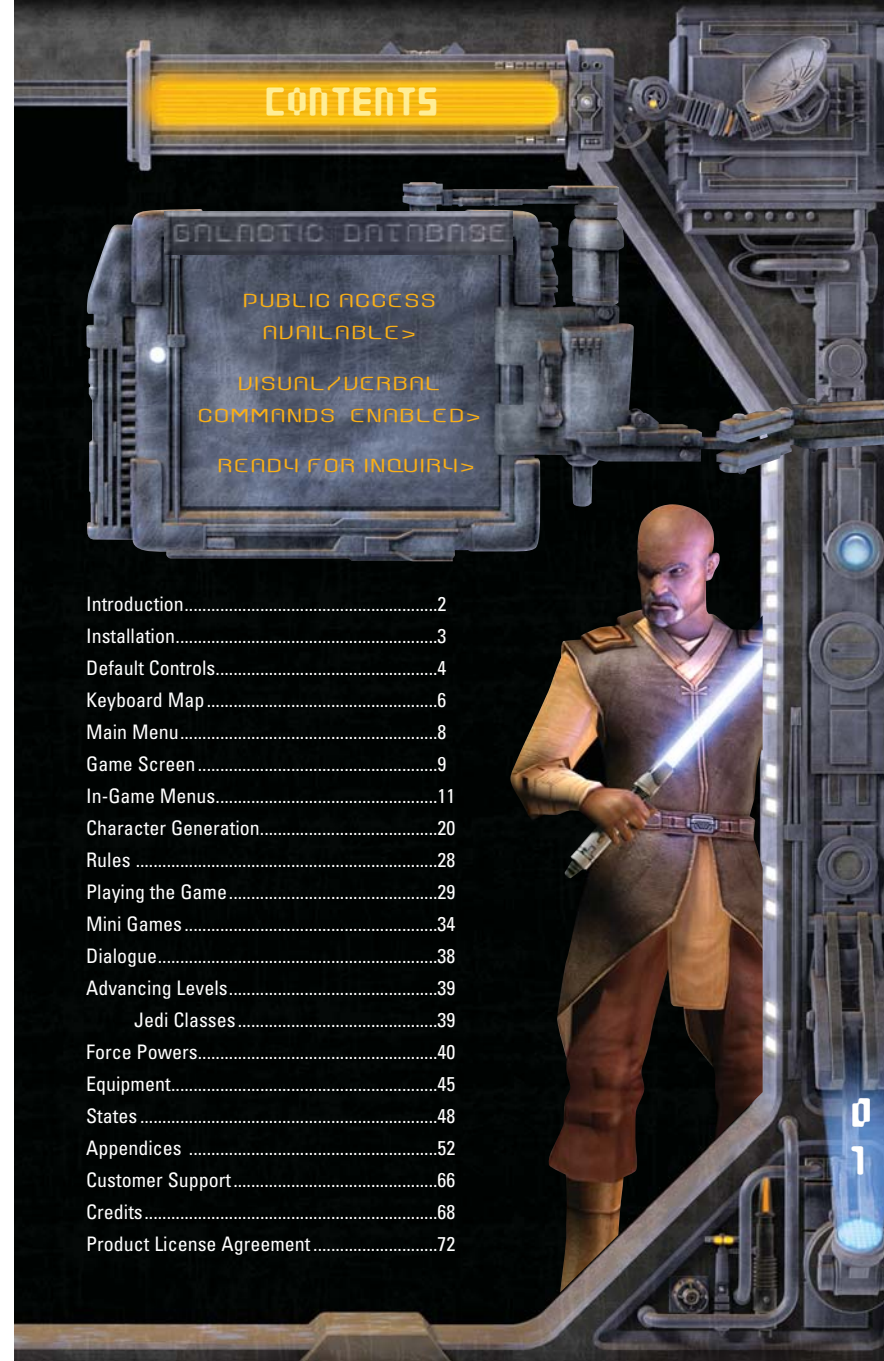 CONTENTS
GALACTIC DATABASE
PUBLIC ACCESS
AVAILABLE>
VISUAL/VERBAL
COMMANDS ENABLED>
READY FOR INQUIRY>
Introduction.........................................................2
Installation...........................................................3
Default Controls..................................................4
Keyboard Map....................................................6
Main Menu..........................................................8
Game Screen......................................................9
In-Game Menus..................................................11
Character Generation........................................20
Rules ....................................................................28
Playing the Game...............................................29
Mini Games.........................................................34
Dialogue...............................................................38
Advancing Levels...............................................39
Jedi Classes.............................................39
Force Powers......................................................40
Equipment............................................................45
States...................................................................48
Appendices ........................................................52
Customer Support..............................................66
Credits..................................................................68
Product License Agreement............................72
0
1